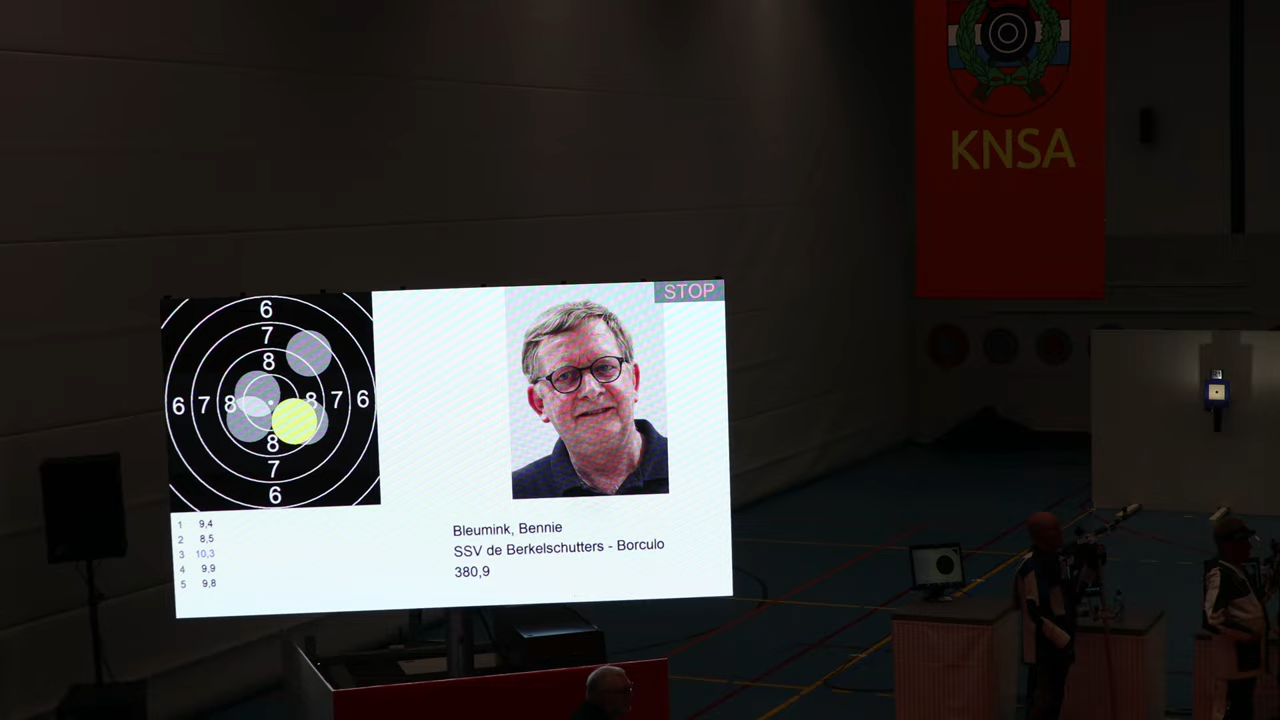 KNSA
STOP
6
7
8
6 7 8 8 7 6
8
7
6
1 9,4
2 8,5
3 10,3
4 9,9
5 9,8
Bleumink, Bennie
SSV de Berkelschutters - Borculo
380,9